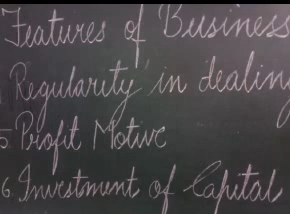 Features of Business
Regularity in dealing
5. Profit Motive
6. Investment of Capital